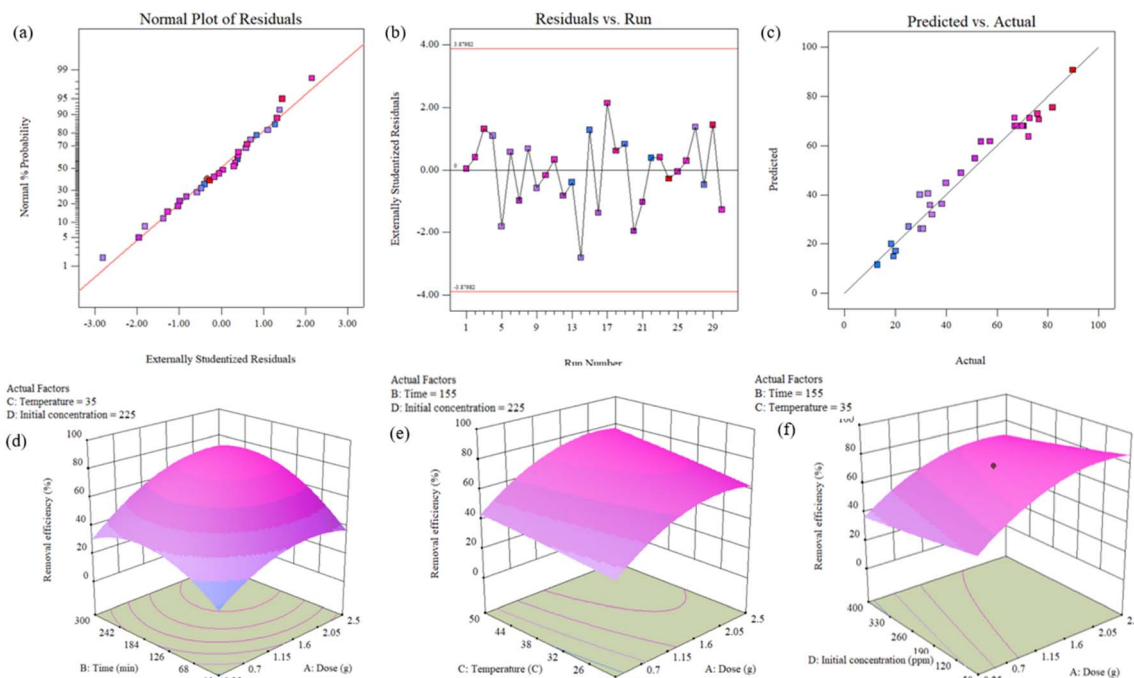 (a)
Normal Plot of Residuals
Normal % Probability
99
95
90
80
70
50
30
20
10
5
1
-3.00 -2.00 -1.00 0.00 1.00 2.00 3.00
Externally Studentized Residuals
(b)
Residuals vs. Run
Externally Studentized Residuals
4.00
3.87982
2.00
0.00
0
-2.00
-4.00
-3.87982
1 5 9 13 17 21 25 29
Run Number
(c)
Predicted vs. Actual
Predicted
100
80
60
40
20
0
0 20 40 60 80 100
Actual
Actual Factors
C: Temperature = 35
D: Initial concentration = 225
(d)
Removal efficiency (%)
100
80
60
40
20
0
300
242
184
126
68
B: Time (min)
0.7
1.15
1.6
2.05
2.5
A: Dose (g)
Actual Factors
B: Time = 155
D: Initial concentration = 225
(e)
Removal efficiency (%)
100
80
60
40
20
0
50
44
38
32
26
C: Temperature (C)
0.7
1.15
1.6
2.05
2.5
A: Dose (g)
Actual Factors
B: Time = 155
C: Temperature = 35
(f)
Removal efficiency (%)
80
60
40
20
0
400
330
260
190
120
D: Initial concentration (ppm)
0.7
1.15
1.6
2.05
A: Dose (g)